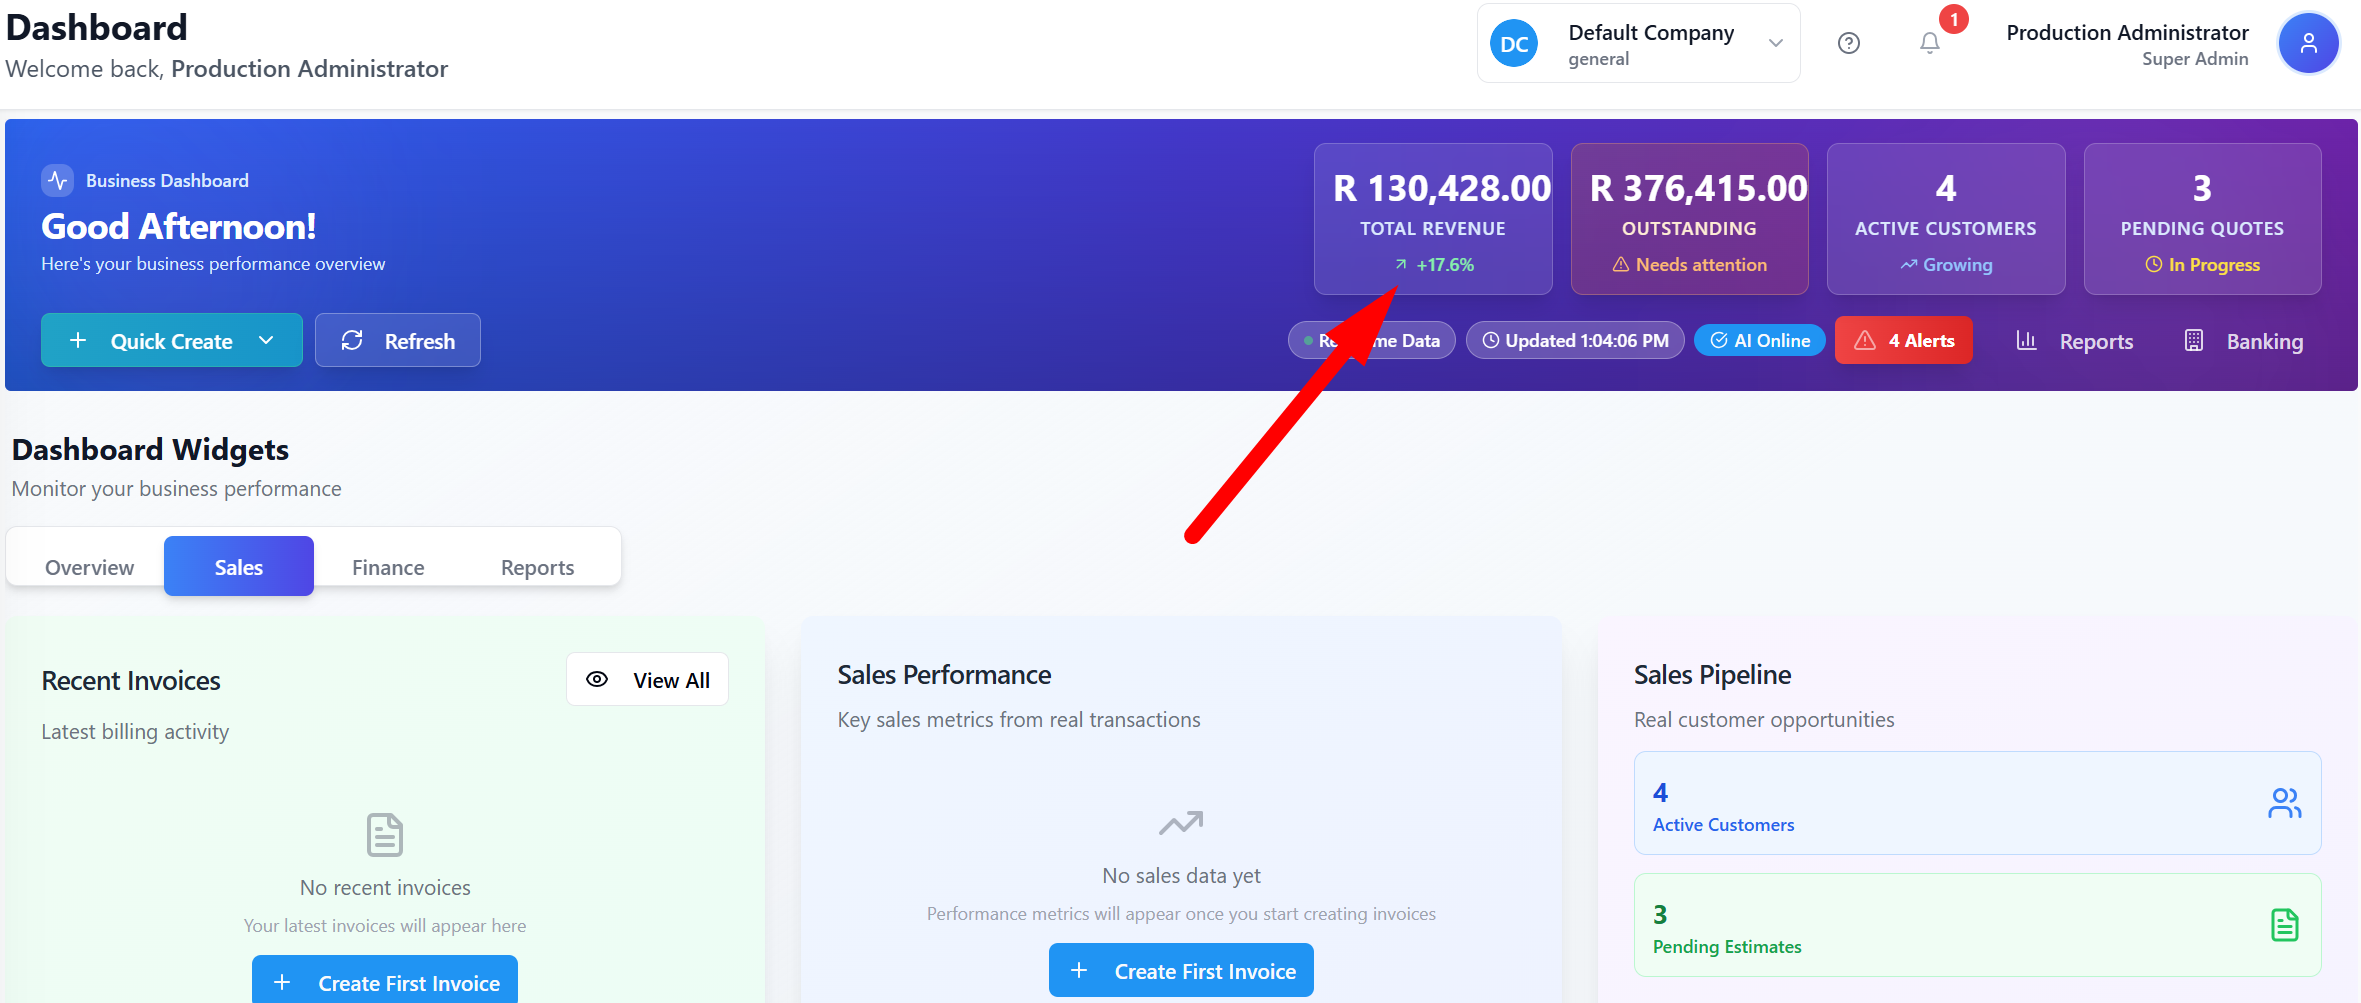 Dashboard
Welcome back, Production Administrator
DC
Default Company
general
1
Production Administrator
Super Admin
Business Dashboard
Good Afternoon!
Here's your business performance overview
R 130,428.00
TOTAL REVENUE
+17.6%
R 376,415.00
OUTSTANDING
Needs attention
4
ACTIVE CUSTOMERS
Growing
3
PENDING QUOTES
In Progress
Quick Create
Refresh
Data
Updated 1:04:06 PM
AI Online
4 Alerts
Reports
Banking
Dashboard Widgets
Monitor your business performance
Overview
Sales
Finance
Reports
Recent Invoices
View All
Latest billing activity
No recent invoices
Your latest invoices will appear here
Create First Invoice
Sales Performance
Key sales metrics from real transactions
No sales data yet
Performance metrics will appear once you start creating invoices
Create First Invoice
Sales Pipeline
Real customer opportunities
4
Active Customers
3
Pending Estimates